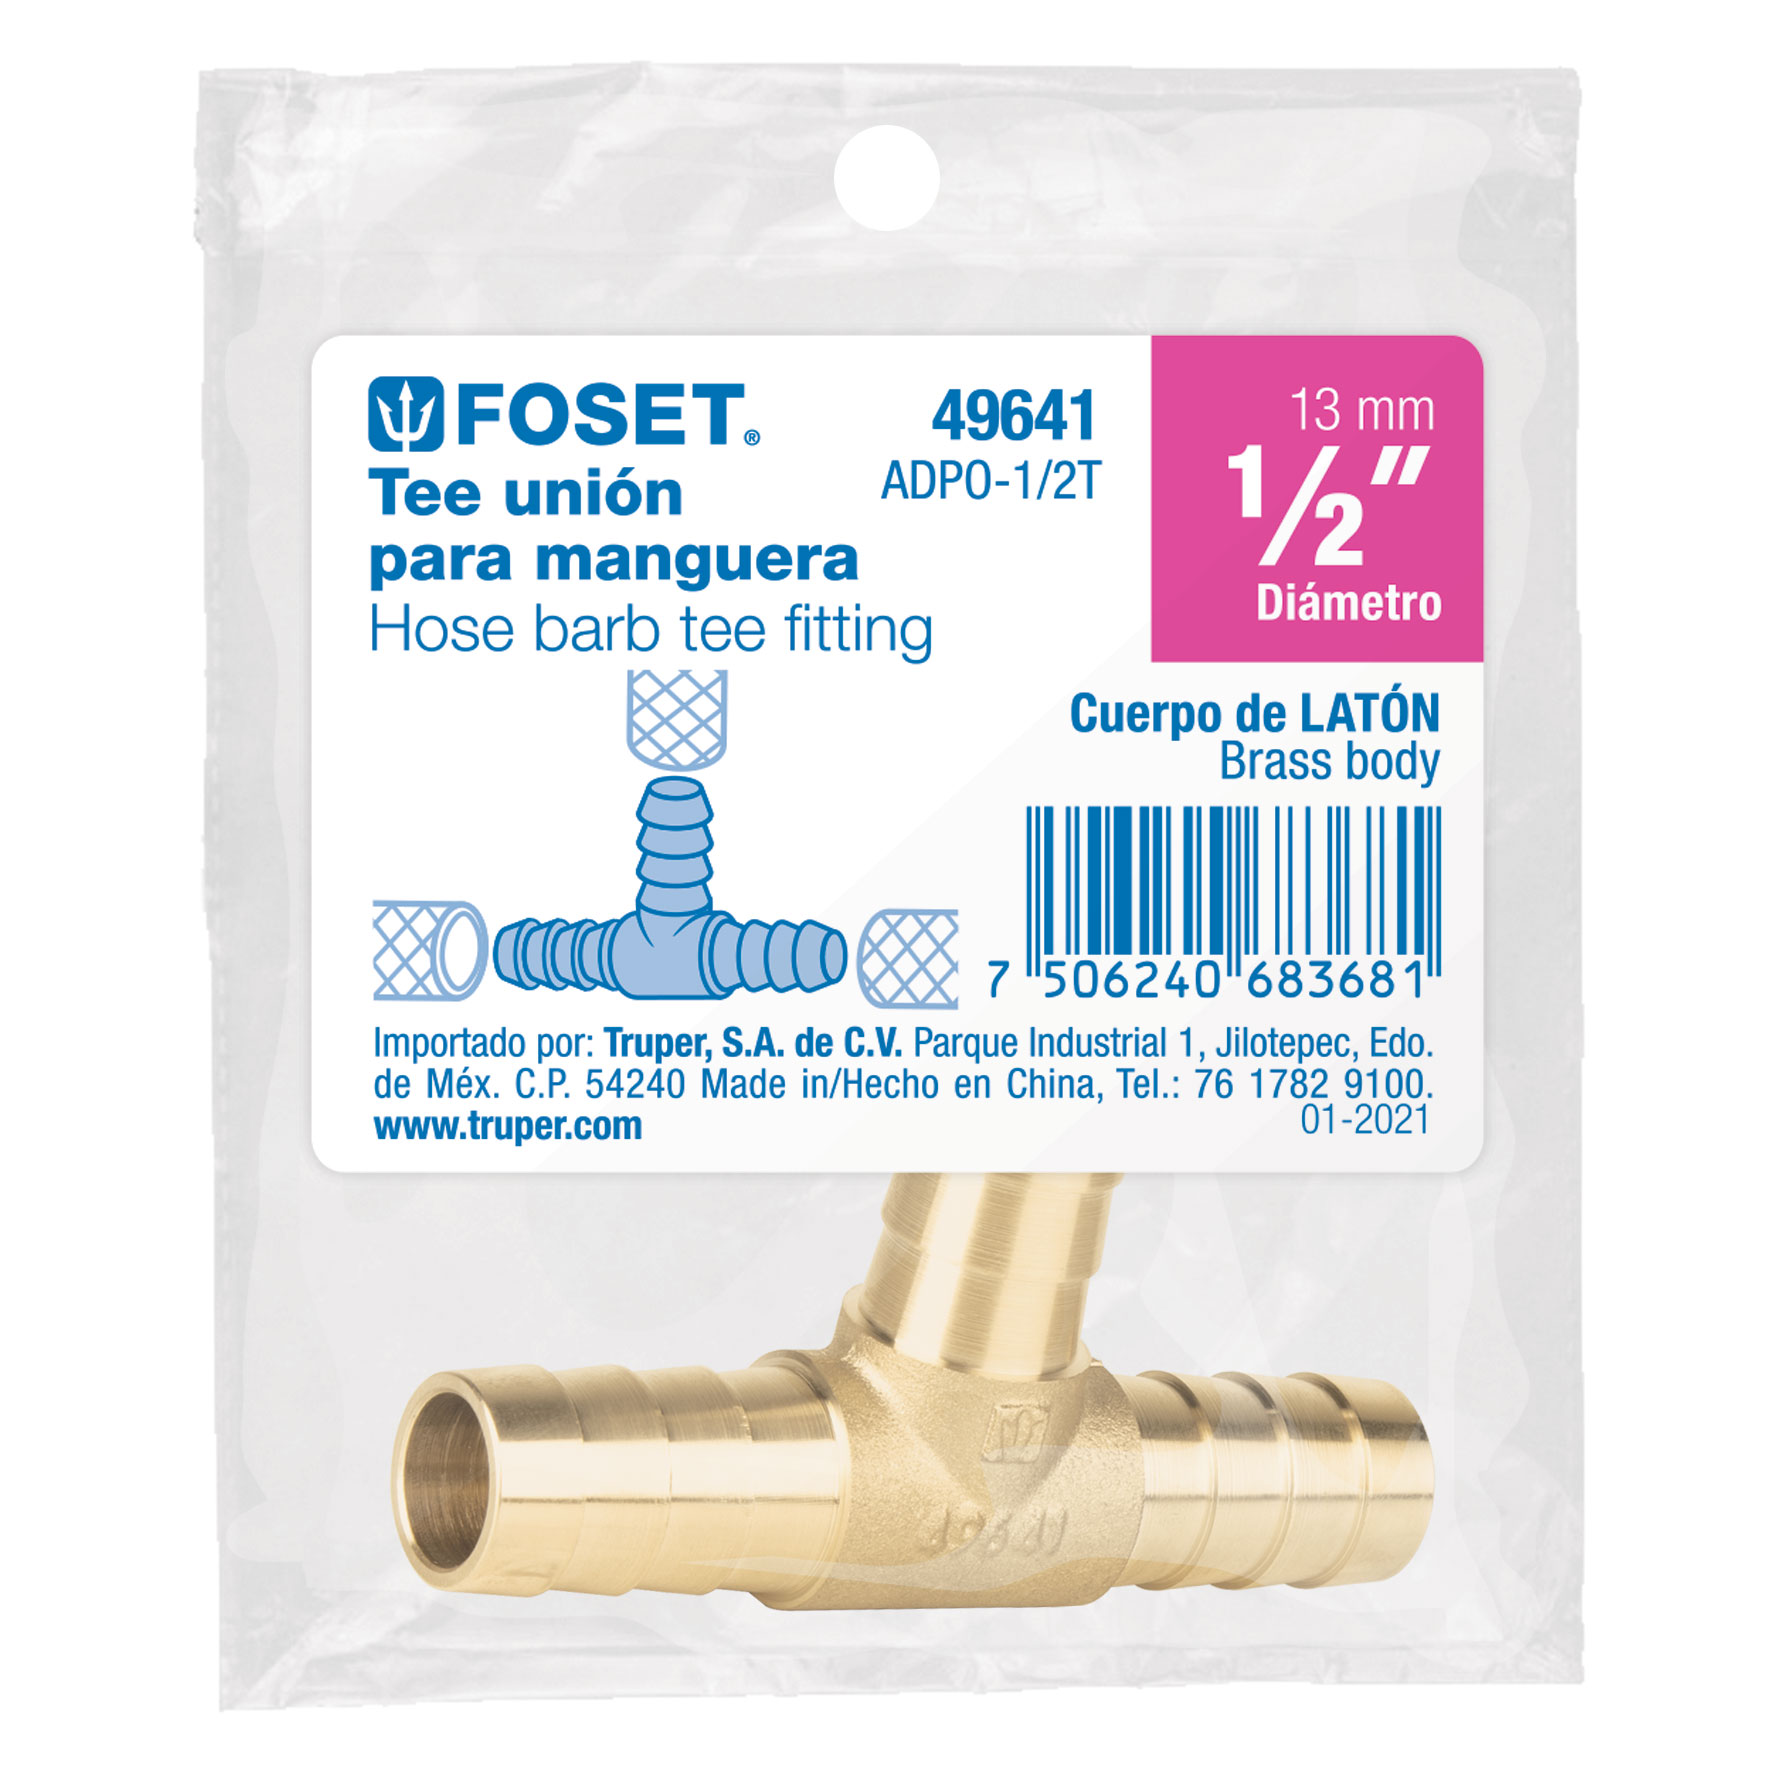 FOSET®
Tee unión
para manguera
Hose barb tee fitting
49641
ADPO-1/2T
13 mm
1/2"
Diámetro
Cuerpo de LATÓN
Brass body
7 506240 683681
Importado por: Truper, S.A. de C.V. Parque Industrial 1, Jilotepec, Edo.
de Méx. C.P. 54240 Made in/Hecho en China, Tel.: 76 1782 9100.
www.truper.com
01-2021
49641